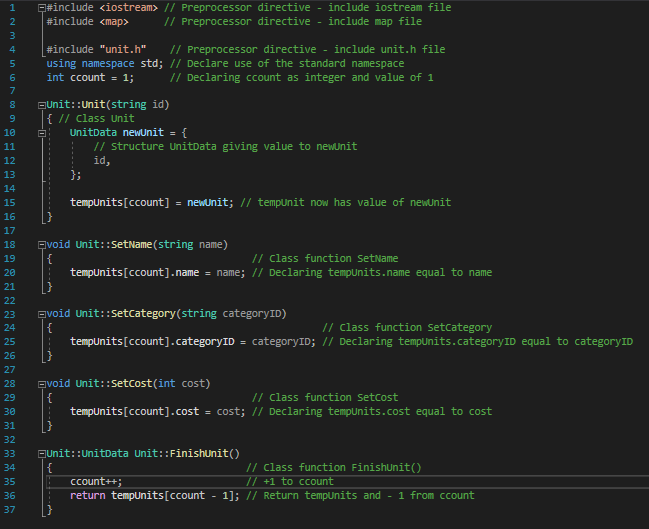 1 #include <iostream> // Preprocessor directive - include iostream file
2 #include <map> // Preprocessor directive - include map file
3
4 #include "unit.h" // Preprocessor directive - include unit.h file
5 using namespace std; // Declare use of the standard namespace
6 int ccount = 1; // Declaring ccount as integer and value of 1
7
8 Unit::Unit(string id)
9 { // Class Unit
10 UnitData newUnit = {
11 // Structure UnitData giving value to newUnit
12 id,
13 };
14
15 tempUnits[ccount] = newUnit; // tempUnit now has value of newUnit
16 }
17
18 void Unit::SetName(string name)
19 { // Class function SetName
20 tempUnits[ccount].name = name; // Declaring tempUnits.name equal to name
21 }
22
23 void Unit::SetCategory(string categoryID)
24 { // Class function SetCategory
25 tempUnits[ccount].categoryID = categoryID; // Declaring tempUnits.categoryID equal to categoryID
26 }
27
28 void Unit::SetCost(int cost)
29 { // Class function SetCost
30 tempUnits[ccount].cost = cost; // Declaring tempUnits.cost equal to cost
31 }
32
33 Unit::UnitData Unit::FinishUnit()
34 { // Class function FinishUnit()
35 ccount++; // +1 to ccount
36 return tempUnits[ccount - 1]; // Return tempUnits and - 1 from ccount
37 }